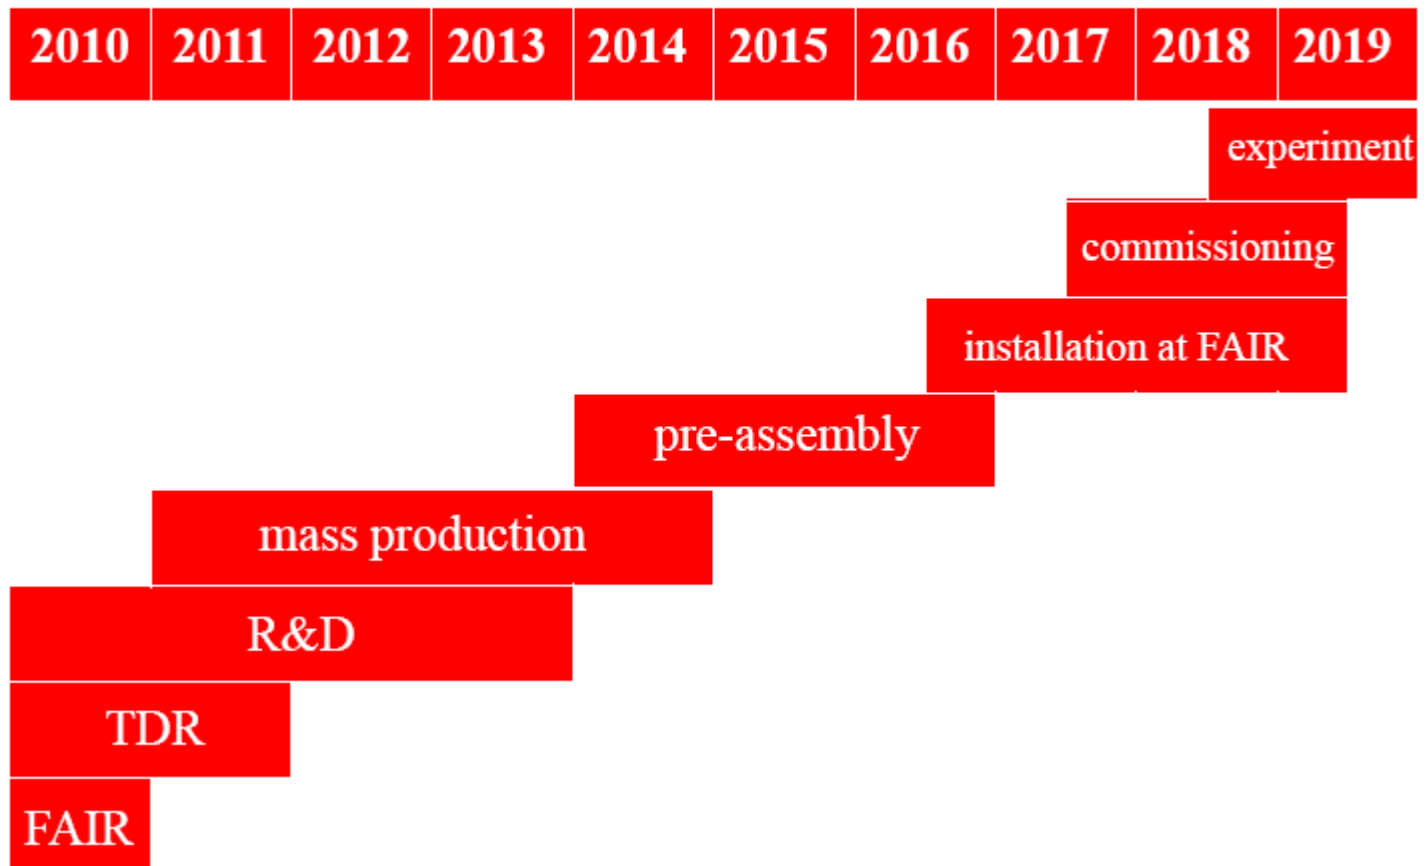 2010 2011 2012 2013 2014 2015 2016 2017 2018 2019
experiment
commissioning
installation at FAIR
pre-assembly
mass production
R&D
TDR
FAIR